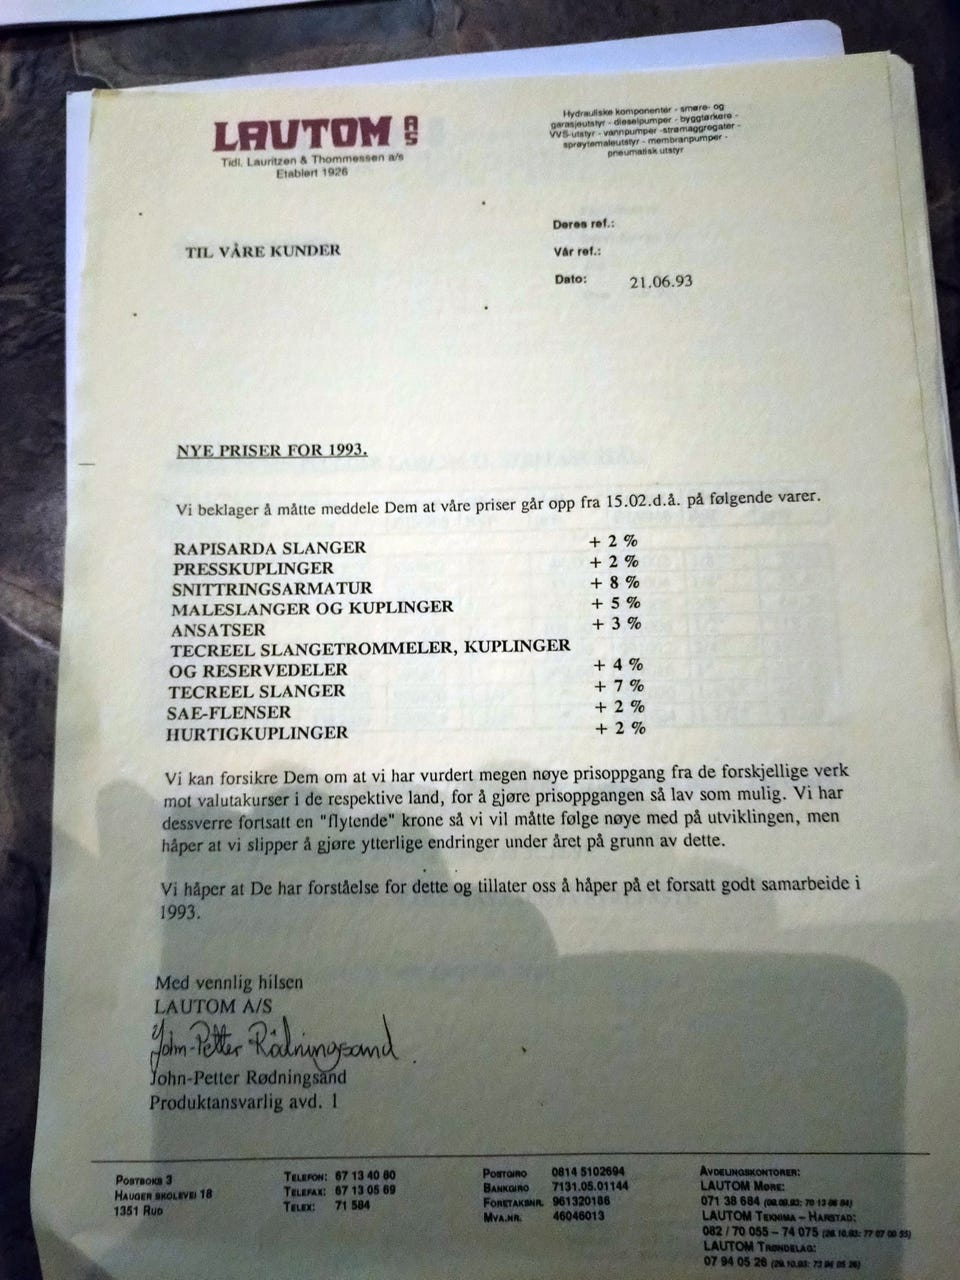 LAUTOM A/S
Tidl. Lauritzen & Thommessen a/s
Etablert 1926
Hydrauliske komponenter - smøre- og
garasjeutstyr - dieselpumper - byggtørkere -
VVS-utstyr - vannpumper - strømaggregater -
sprøytemaleutstyr - membranpumper -
pneumatisk utstyr
TIL VÅRE KUNDER
Deres ref.:
Vår ref.:
Dato: 21.06.93
NYE PRISER FOR 1993.
Vi beklager å måtte meddele Dem at våre priser går opp fra 15.02.d.å. på følgende varer.
RAPISARDA SLANGER + 2 %
PRESSKUPLINGER + 2 %
SNITTRINGSARMATUR + 8 %
MALESLANGER OG KUPLINGER + 5 %
ANSATSER + 3 %
TECREEL SLANGETROMMELER, KUPLINGER
OG RESERVEDELER + 4 %
TECREEL SLANGER + 7 %
SAE-FLENSER + 2 %
HURTIGKUPLINGER + 2 %
Vi kan forsikre Dem om at vi har vurdert megen nøye prisoppgang fra de forskjellige verk
mot valutakurser i de respektive land, for å gjøre prisoppgangen så lav som mulig. Vi har
dessverre fortsatt en "flytende" krone så vi vil måtte følge nøye med på utviklingen, men
håper at vi slipper å gjøre ytterlige endringer under året på grunn av dette.
Vi håper at De har forståelse for dette og tillater oss å håper på et forsatt godt samarbeide i
1993.
Med vennlig hilsen
LAUTOM A/S
John-Petter Rødningsand
John-Petter Rødningsand
Produktansvarlig avd. 1
POSTBOKS 3
HAUGER SKOLEVEI 18
1351 RUD
TELEFON: 67 13 40 80
TELEFAX: 67 13 05 69
TELEX: 71 584
POSTGIRO 0814 5102694
BANKGIRO 7131.05.01144
FORETAKSNR. 961320186
MVA.NR. 46046013
AVDELINGSKONTORER:
LAUTOM MØRE:
071 38 684
LAUTOM TEKNIMA – HARSTAD:
082 / 70 055 – 74 075 (28.10.93: 77 07 00 55)
LAUTOM TRØNDELAG:
07 94 05 26